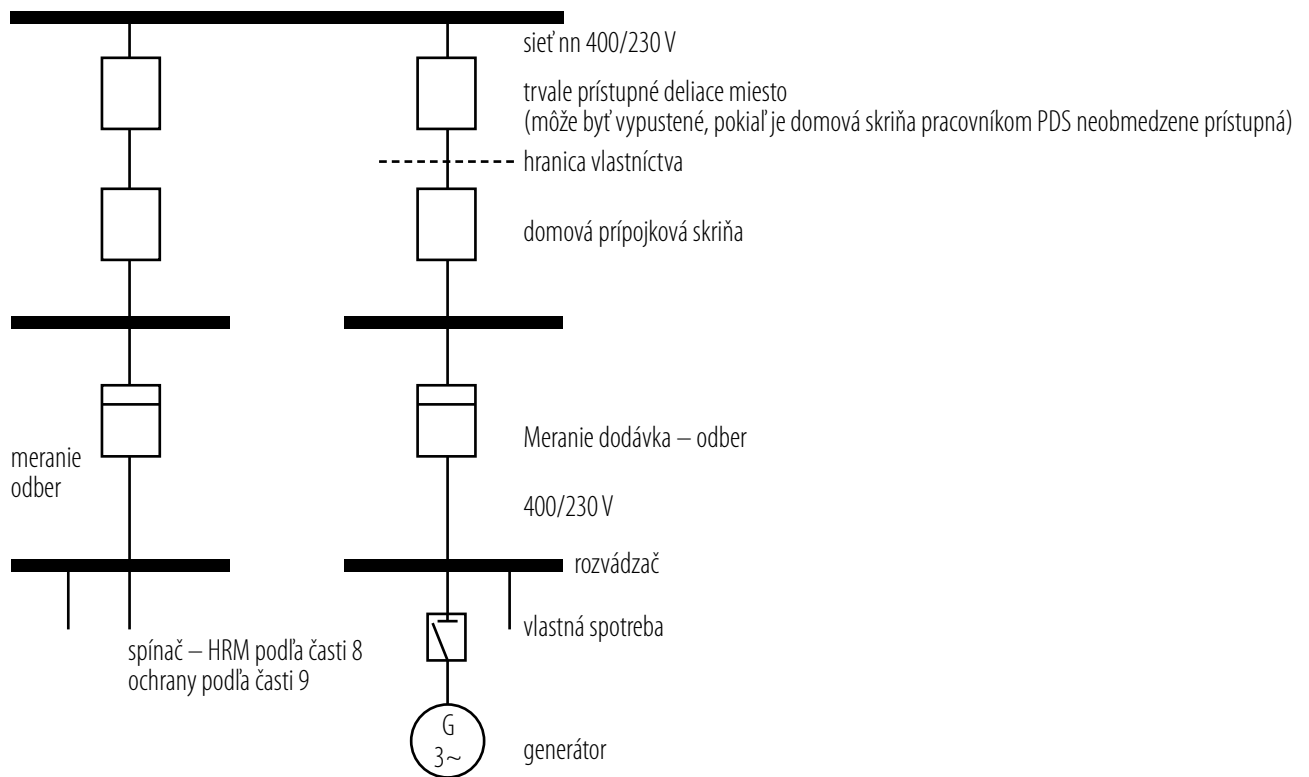 sieť nn 400/230 V
trvale prístupné deliace miesto
(môže byť vypustené, pokiaľ je domová skriňa pracovníkom PDS neobmedzene prístupná)
hranica vlastníctva
domová prípojková skriňa
meranie
odber
Meranie dodávka – odber
400/230 V
rozvádzač
spínač – HRM podľa časti 8
ochrany podľa časti 9
vlastná spotreba
G
3~
generátor